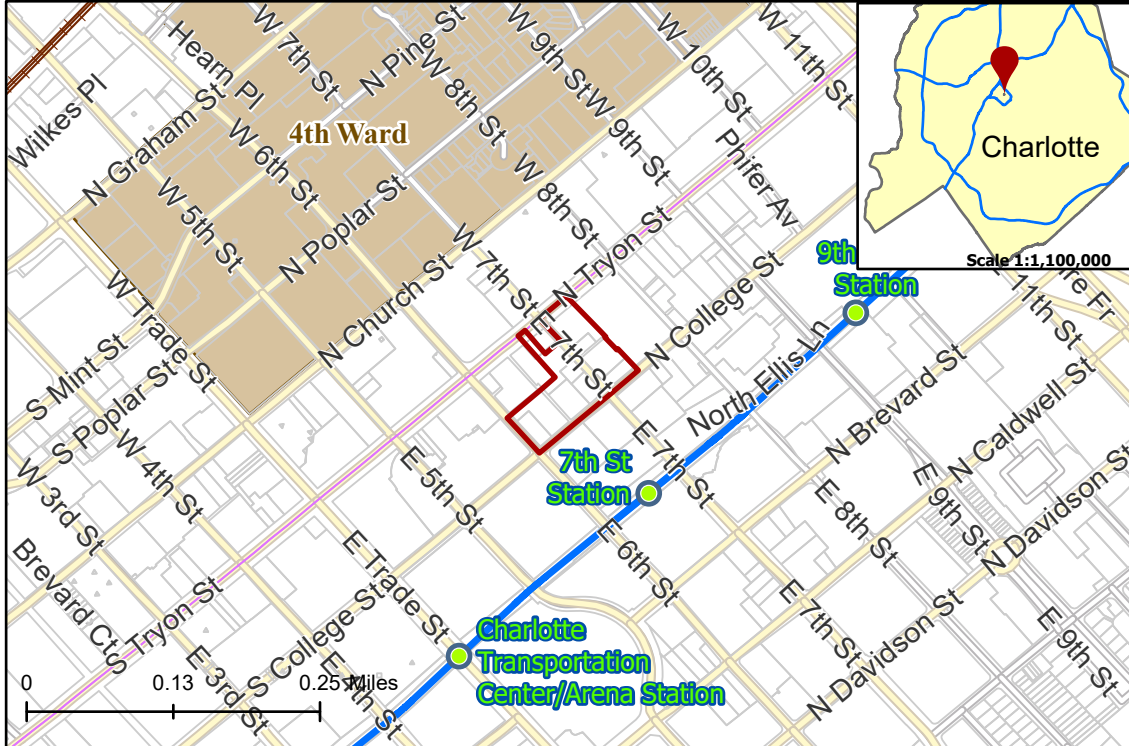 Wilkes Pl
Hearn Pl
W 7th St
N Pine St
W 8th St
W 9th St
W 10th St
W 11th St
4th Ward
N Graham St
W 6th St
W 9th St
W 5th St
N Poplar St
W 8th St
Phifer Av
W Trade St
N Church St
W 7th St
N Tryon St
9th
Station
11th St
S Mint St
S Poplar St
E 7th St
N College St
North Ellis Ln
N Brevard St
N Caldwell St
W 4th St
W 3rd St
E 5th St
7th St
Station
E 7th St
E 6th St
E 8th St
E 9th St
N Davidson St
Brevard Ct
S Tryon St
E Trade St
S College St
E 3rd St
E 4th St
Charlotte
Transportation
Center/Arena Station
E 7th St
N Davidson St
E 9th St
0
0.13
0.25 Miles
Charlotte
Scale 1:1,100,000